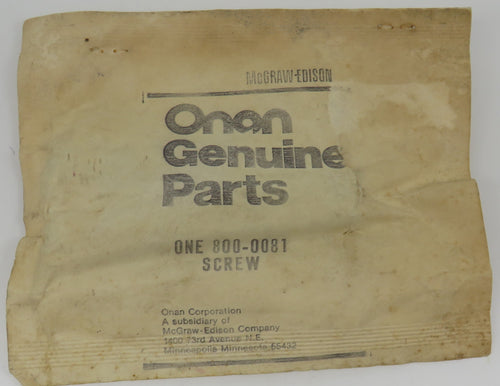 McGRAW-EDISON
Onan
Genuine
Parts
ONE 800-0081
SCREW
Onan Corporation
A subsidiary of
McGraw-Edison Company
1400 73rd Avenue N.E.
Minneapolis Minnesota 55432